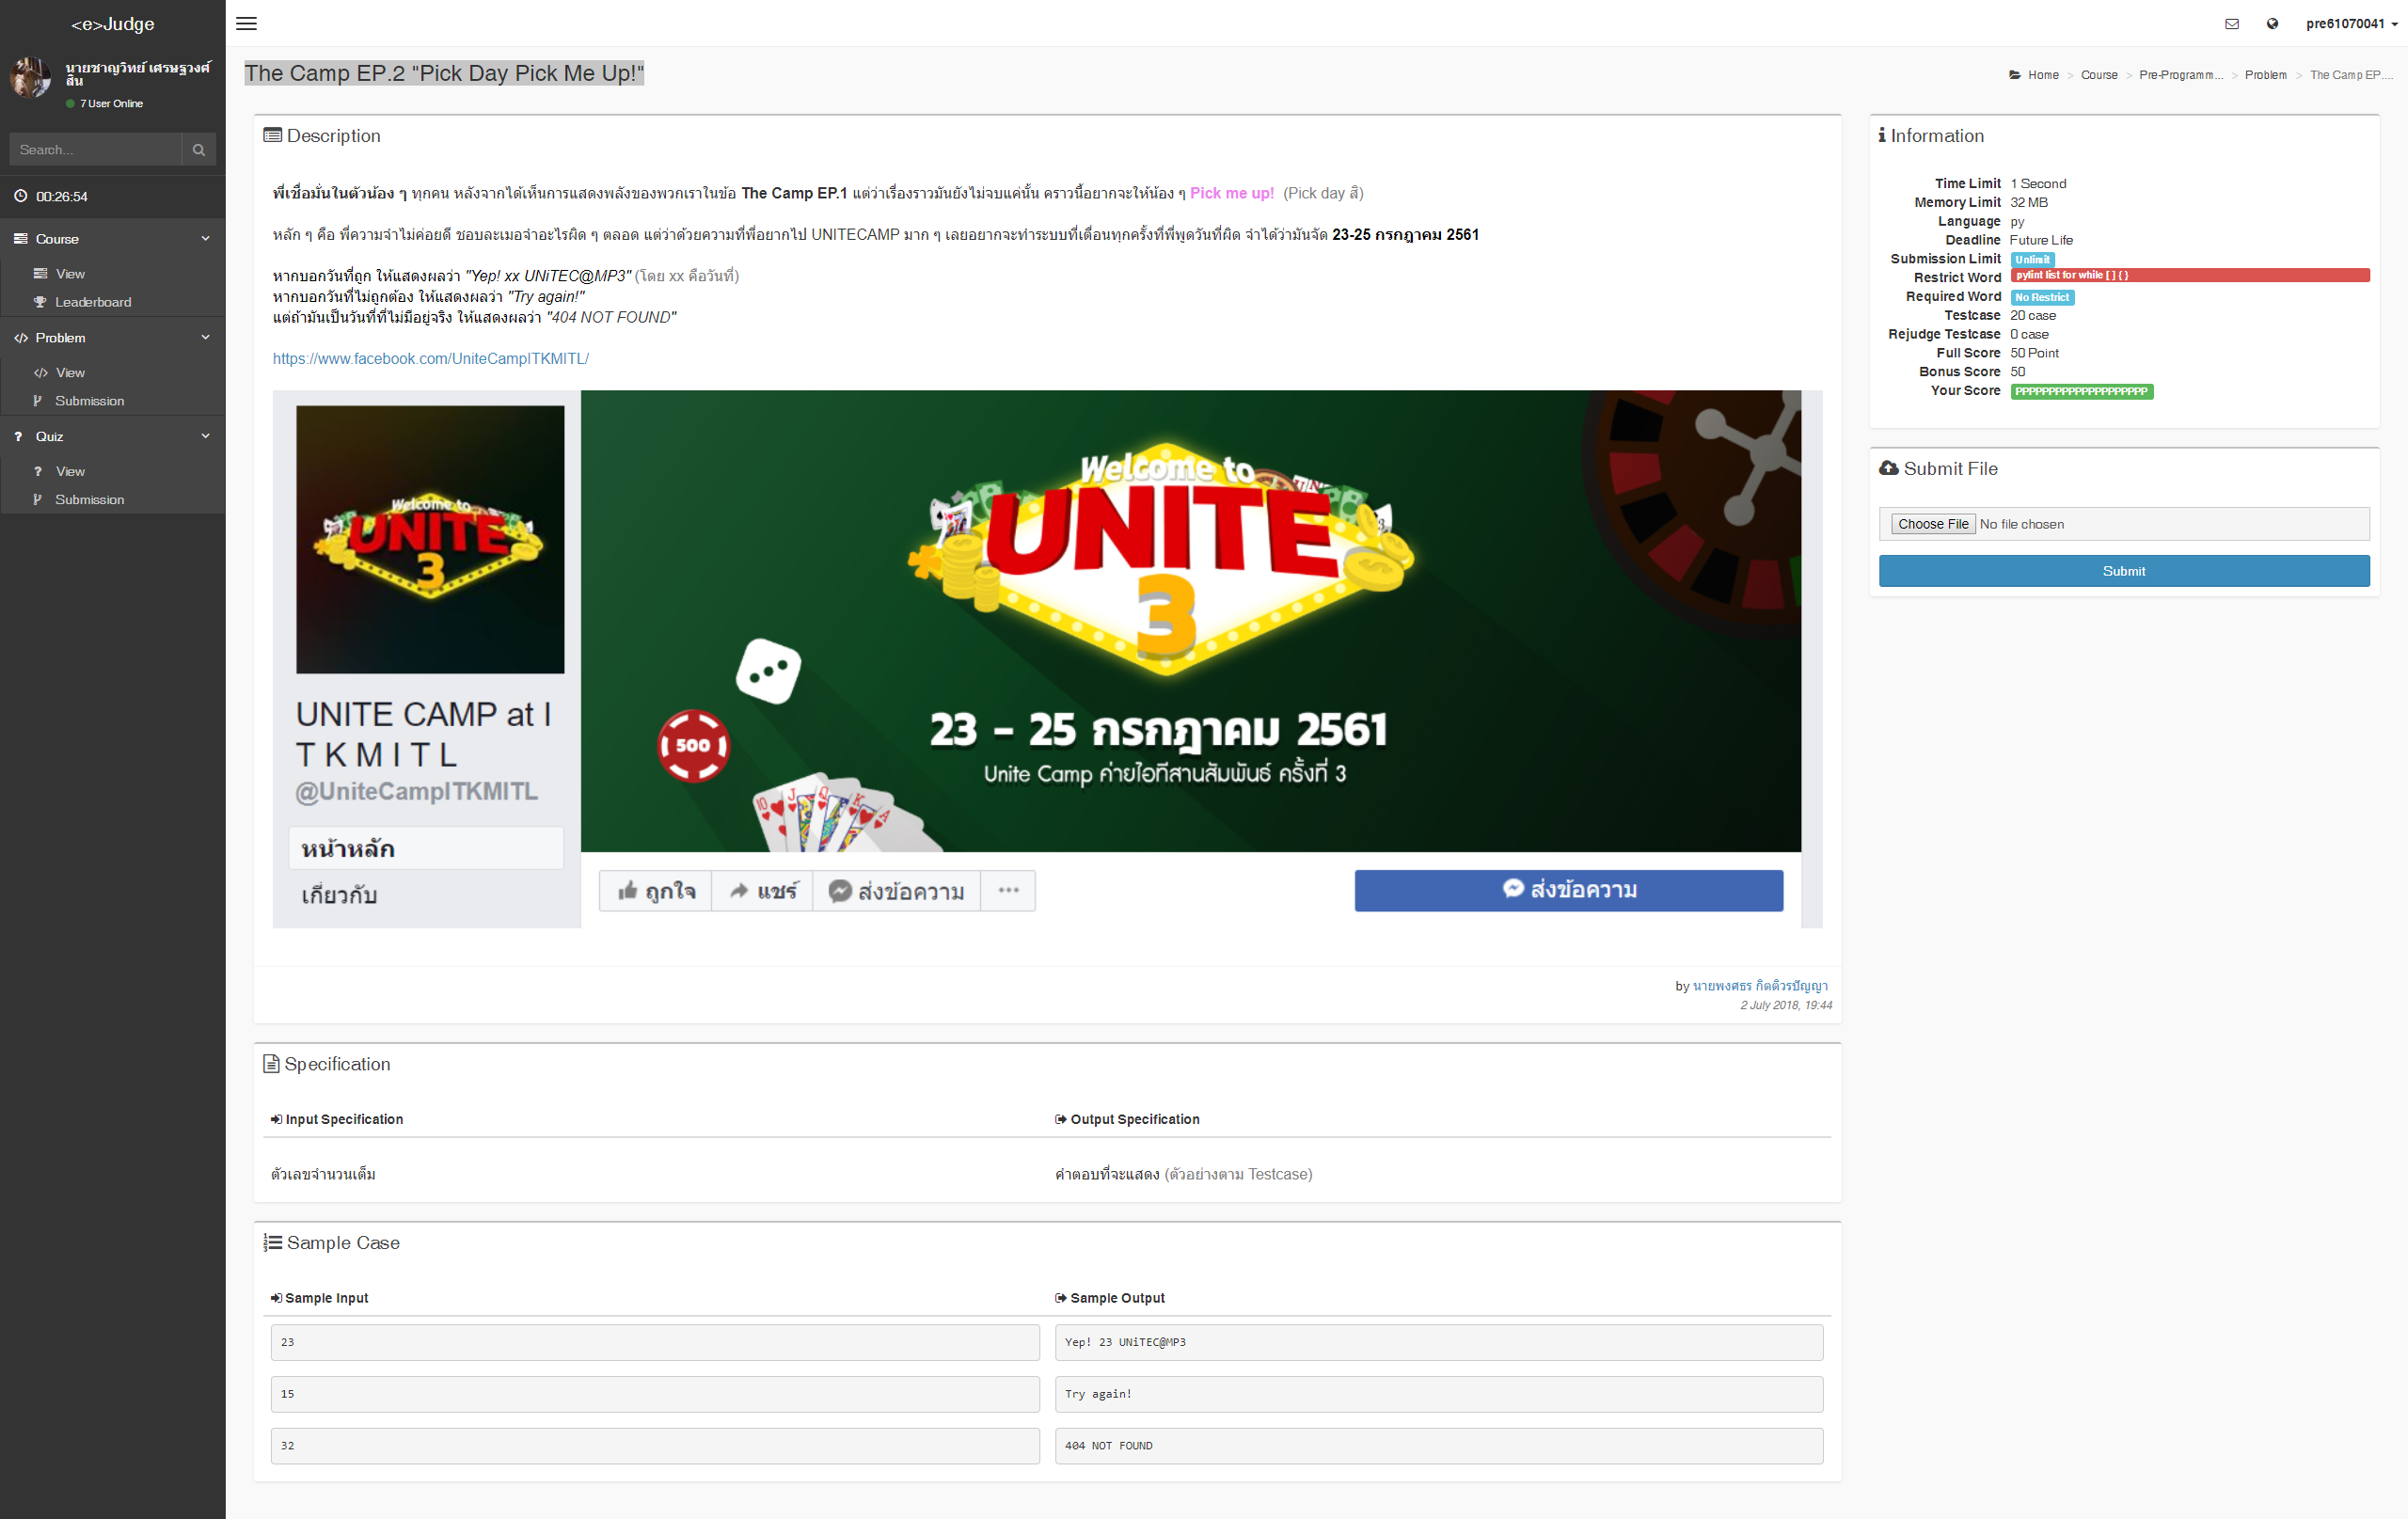 <e>Judge
pre61070041
นายชาญวิทย์ เศรษฐวงศ์
สิน
7 User Online
Search...
00:26:54
Course
View
Leaderboard
Problem
View
Submission
Quiz
View
Submission
The Camp EP.2 "Pick Day Pick Me Up!"
Home > Course > Pre-Programm... > Problem > The Camp EP....
Description
พี่เชื่อมั่นในตัวน้อง ๆ ทุกคน หลังจากได้เห็นการแสดงพลังของพวกเราในข้อ The Camp EP.1 แต่ว่าเรื่องราวมันยังไม่จบแค่นั้น คราวนี้อยากจะให้น้อง ๆ Pick me up! (Pick day สิ)
หลัก ๆ คือ พี่ความจำไม่ค่อยดี ชอบละเมอจำอะไรผิด ๆ ตลอด แต่ว่าด้วยความที่พี่อยากไป UNITECAMP มาก ๆ เลยอยากจะทำระบบที่เตือนทุกครั้งที่พี่พูดวันที่ผิด จำได้ว่ามันจัด 23-25 กรกฎาคม 2561
หากบอกวันที่ถูก ให้แสดงผลว่า "Yep! xx UNiTEC@MP3" (โดย xx คือวันที่)
หากบอกวันที่ไม่ถูกต้อง ให้แสดงผลว่า "Try again!"
แต่ถ้ามันเป็นวันที่ที่ไม่มีอยู่จริง ให้แสดงผลว่า "404 NOT FOUND"
https://www.facebook.com/UniteCampITKMITL/
Welcome to
UNITE
3
UNITE CAMP at I
T K M I T L
@UniteCampITKMITL
หน้าหลัก
เกี่ยวกับ
Welcome to
UNITE
3
500
10 J Q K A
23 - 25 กรกฎาคม 2561
Unite Camp ค่ายไอทีสานสัมพันธ์ ครั้งที่ 3
ถูกใจ
แชร์
ส่งข้อความ
ส่งข้อความ
by นายพงศธร กิตติวรปัญญา
2 July 2018, 19:44
Specification
Input Specification
Output Specification
ตัวเลขจำนวนเต็ม
คำตอบที่จะแสดง (ตัวอย่างตาม Testcase)
Sample Case
Sample Input
Sample Output
23
Yep! 23 UNiTEC@MP3
15
Try again!
32
404 NOT FOUND
Information
Time Limit 1 Second
Memory Limit 32 MB
Language py
Deadline Future Life
Submission Limit Unlimit
Restrict Word pylint list for while [ ] { }
Required Word No Restrict
Testcase 20 case
Rejudge Testcase 0 case
Full Score 50 Point
Bonus Score 50
Your Score PPPPPPPPPPPPPPPPPPPP
Submit File
Choose File No file chosen
Submit